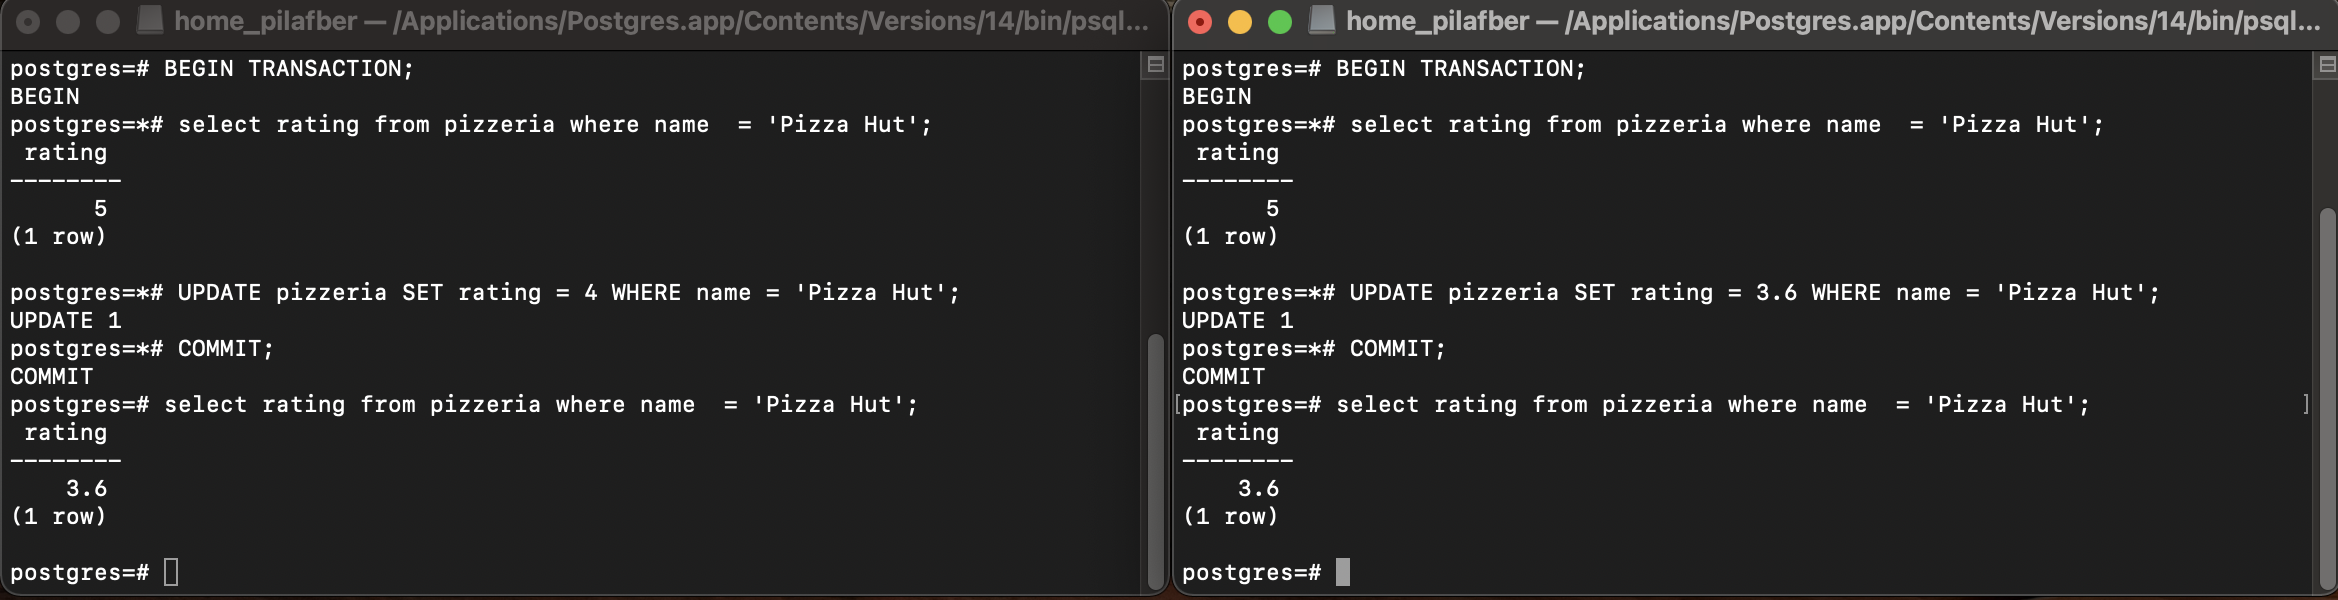 home_pilafber — /Applications/Postgres.app/Contents/Versions/14/bin/psql...
postgres=# BEGIN TRANSACTION;
BEGIN
postgres=*# select rating from pizzeria where name  = 'Pizza Hut';
 rating
--------
      5
(1 row)

postgres=*# UPDATE pizzeria SET rating = 4 WHERE name = 'Pizza Hut';
UPDATE 1
postgres=*# COMMIT;
COMMIT
postgres=# select rating from pizzeria where name  = 'Pizza Hut';
 rating
--------
    3.6
(1 row)

postgres=#
home_pilafber — /Applications/Postgres.app/Contents/Versions/14/bin/psql...
postgres=# BEGIN TRANSACTION;
BEGIN
postgres=*# select rating from pizzeria where name  = 'Pizza Hut';
 rating
--------
      5
(1 row)

postgres=*# UPDATE pizzeria SET rating = 3.6 WHERE name = 'Pizza Hut';
UPDATE 1
postgres=*# COMMIT;
COMMIT
[postgres=# select rating from pizzeria where name  = 'Pizza Hut'; ]
 rating
--------
    3.6
(1 row)

postgres=#